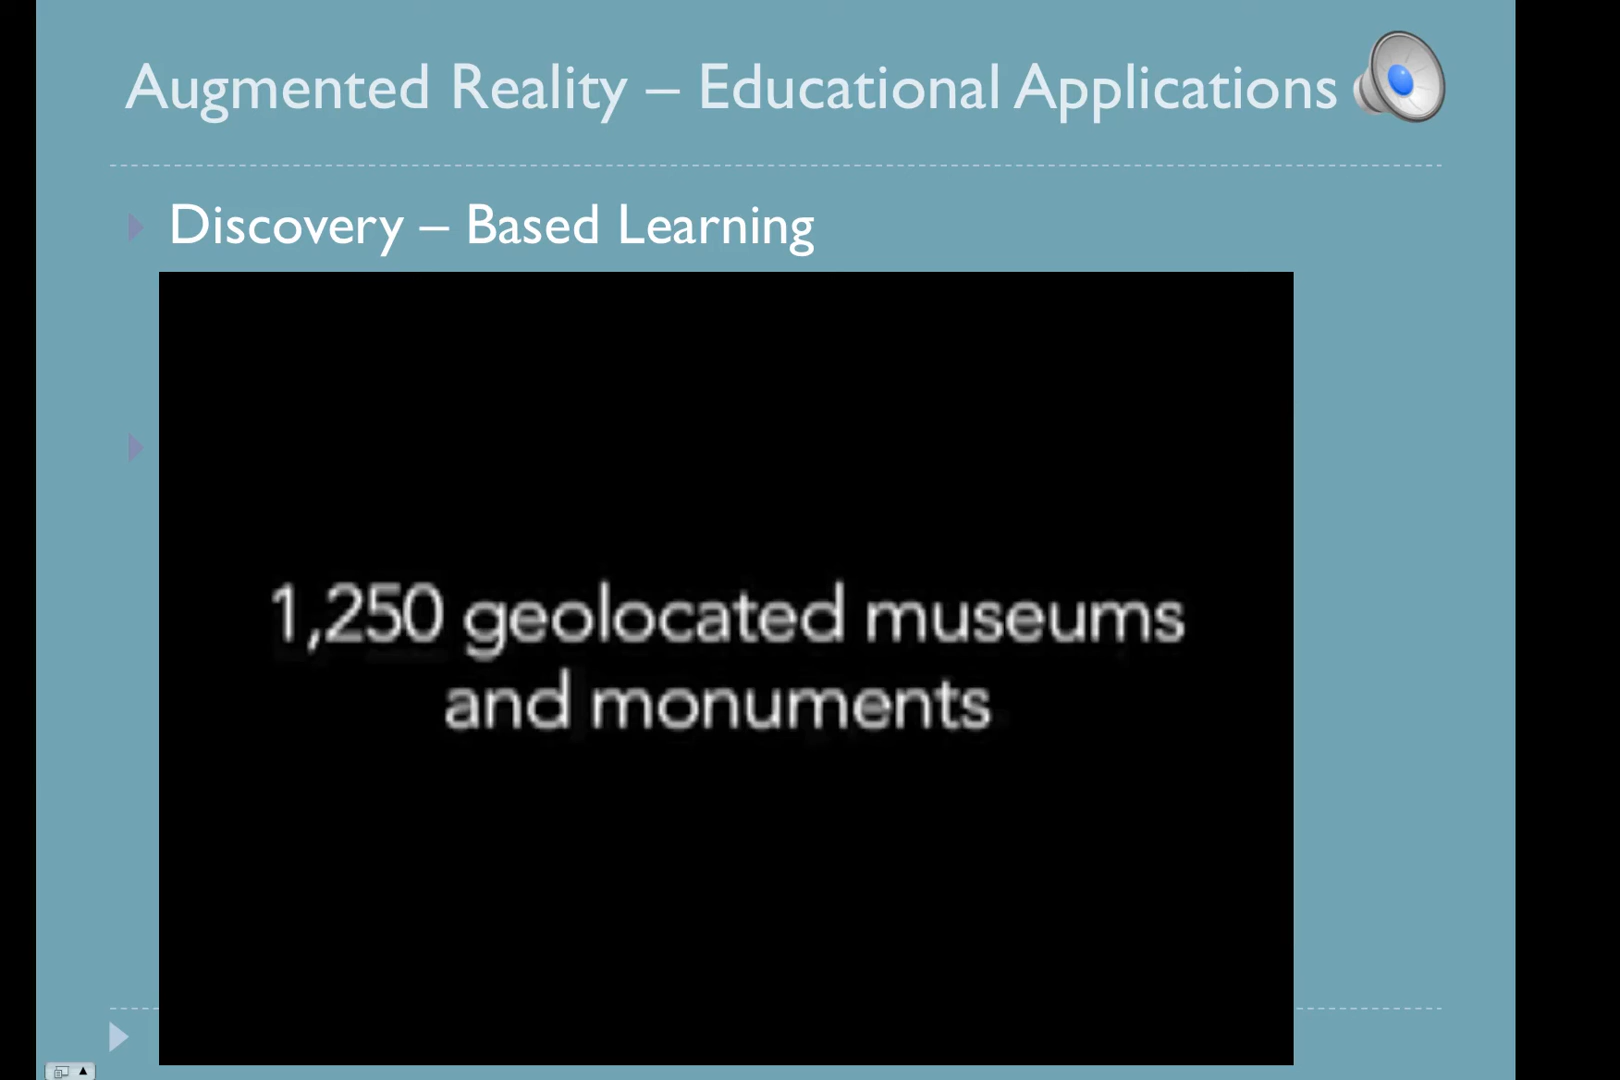 Augmented Reality – Educational Applications
Discovery – Based Learning
1,250 geolocated museums
and monuments